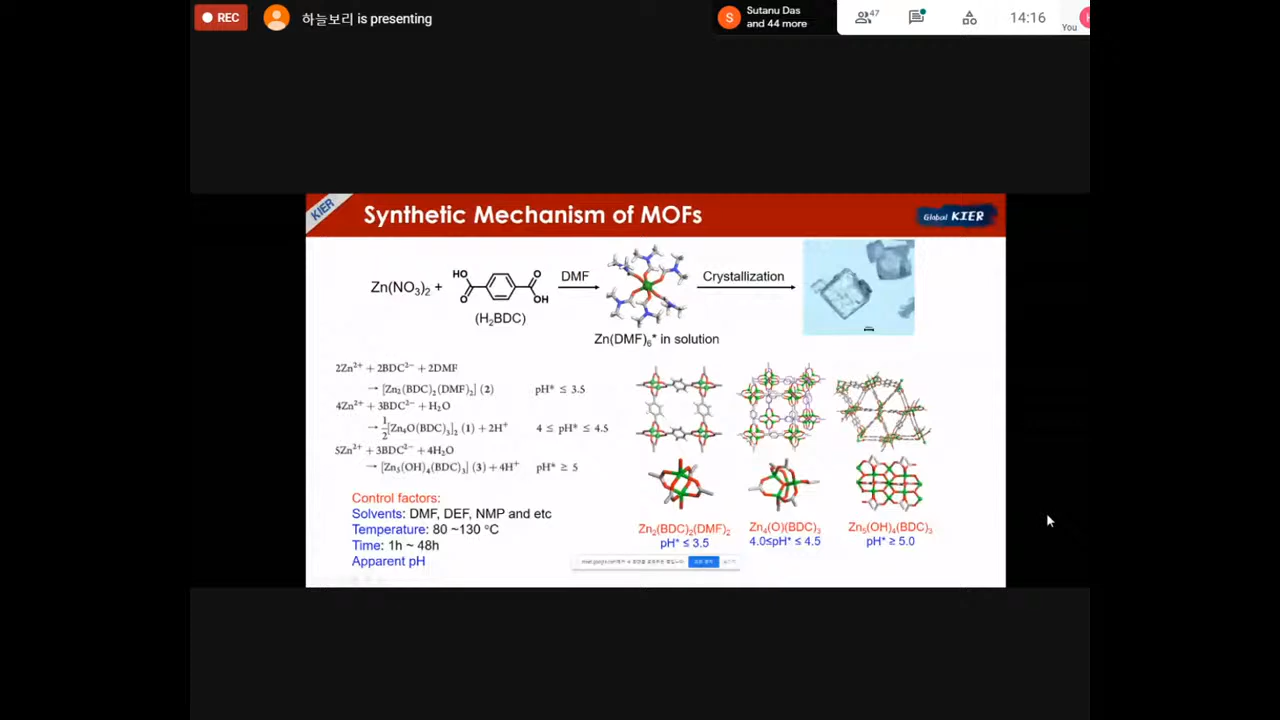 REC
하늘보리 is presenting
S
Sutanu Das
and 44 more
47
14:16
You
KIER
Synthetic Mechanism of MOFs
Global KIER
Zn(NO₃)₂ +
HO
O
O
OH
(H₂BDC)
DMF
Crystallization
Zn(DMF)₆* in solution
2Zn²⁺ + 2BDC²⁻ + 2DMF
→ [Zn₂(BDC)₂(DMF)₂] (2) pH* ≤ 3.5
4Zn²⁺ + 3BDC²⁻ + H₂O
→ 1/2[Zn₄O(BDC)₃]₂ (1) + 2H⁺ 4 ≤ pH* ≤ 4.5
5Zn²⁺ + 3BDC²⁻ + 4H₂O
→ [Zn₅(OH)₄(BDC)₃] (3) + 4H⁺ pH* ≥ 5
Control factors:
Solvents: DMF, DEF, NMP and etc
Temperature: 80 ~130 °C
Time: 1h ~ 48h
Apparent pH
Zn₂(BDC)₂(DMF)₂
pH* ≤ 3.5
Zn₄(O)(BDC)₃
4.0≤pH* ≤ 4.5
Zn₅(OH)₄(BDC)₃
pH* ≥ 5.0